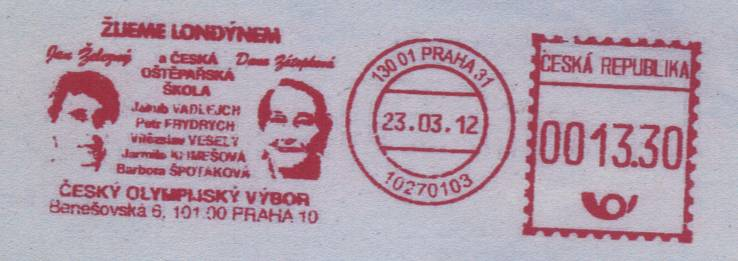 ŽIJEME LONDÝNEM
Jan Železný a ČESKÁ Dana Zátopková
OŠTĚPAŘSKÁ
ŠKOLA
Jakub VADLEJCH
Petr FRYDRYCH
Vítězslav VESELÝ
Jarmila KLIMEŠOVÁ
Barbora ŠPOTÁKOVÁ
ČESKÝ OLYMPIJSKÝ VÝBOR
Benešovská 6, 101 00 PRAHA 10
130 01 PRAHA 31
23.03.12
10270103
ČESKÁ REPUBLIKA
0013.30